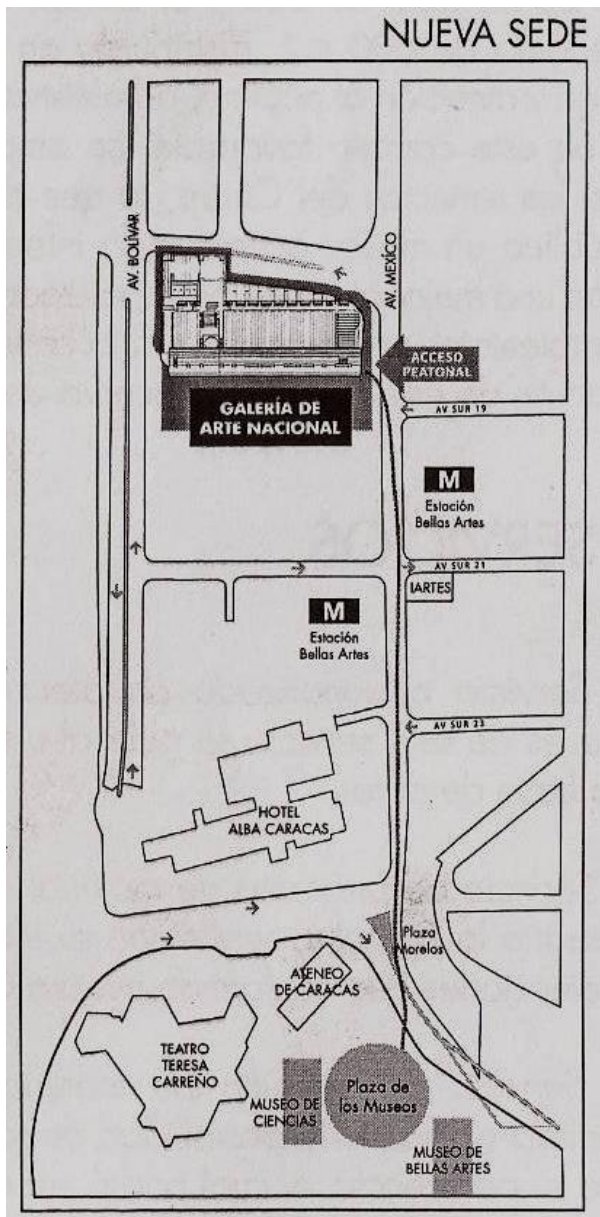 NUEVA SEDE
AV. BOLÍVAR
AV. MEXICO
ACCESO
PEATONAL
GALERÍA DE
ARTE NACIONAL
AV SUR 19
M
Estación
Bellas Artes
AV SUR 21
IARTES
M
Estación
Bellas Artes
AV SUR 23
HOTEL
ALBA CARACAS
Plaza
Morelos
ATENEO
DE CARACAS
TEATRO
TERESA
CARREÑO
MUSEO DE
CIENCIAS
Plaza de
los Museos
MUSEO DE
BELLAS ARTES